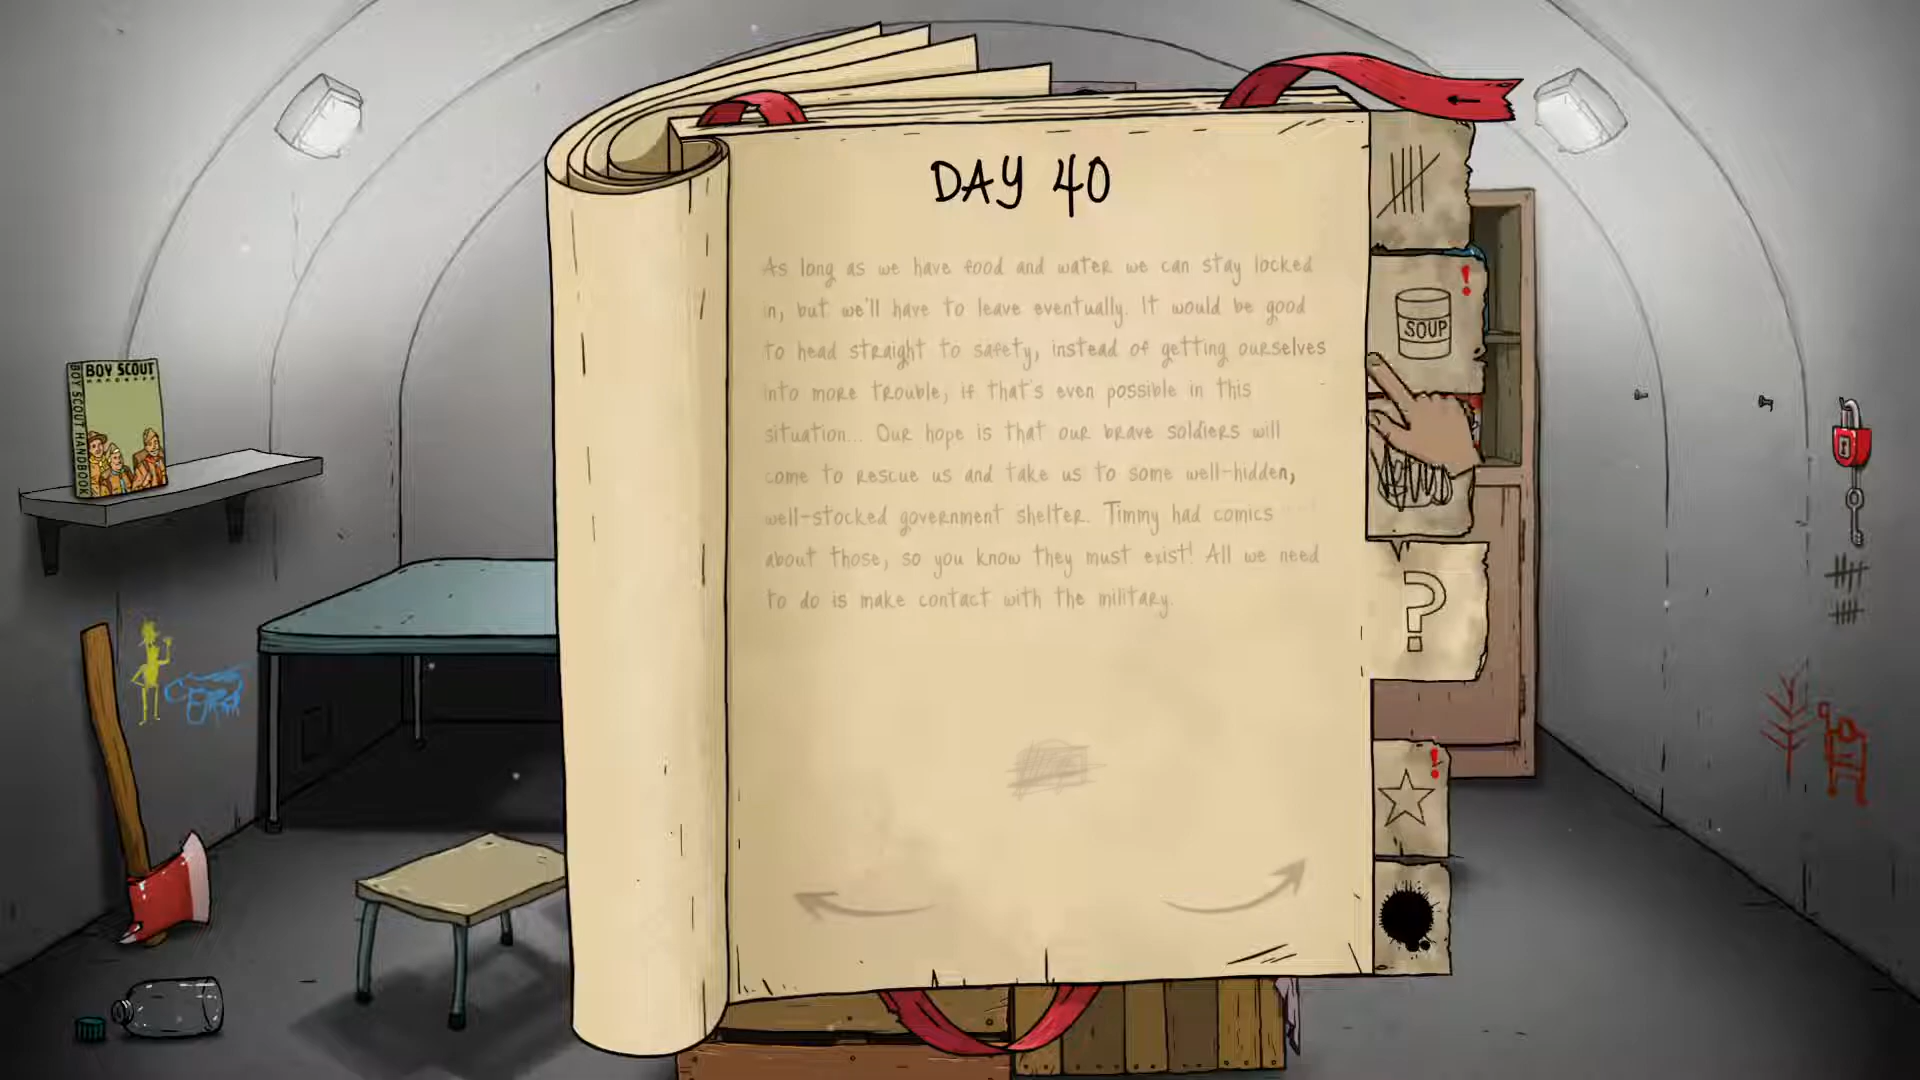 DAY 40
As long as we have food and water we can stay locked
in, but we'll have to leave eventually. It would be good
to head straight to safety, instead of getting ourselves
into more trouble, if that's even possible in this
situation... Our hope is that our brave soldiers will
come to rescue us and take us to some well-hidden,
well-stocked government shelter. Timmy had comics
about those, so you know they must exist! All we need
to do is make contact with the military.
SOUP
!
?
!
BOY SCOUT
HANDBOOK
BOY SCOUT HANDBOOK